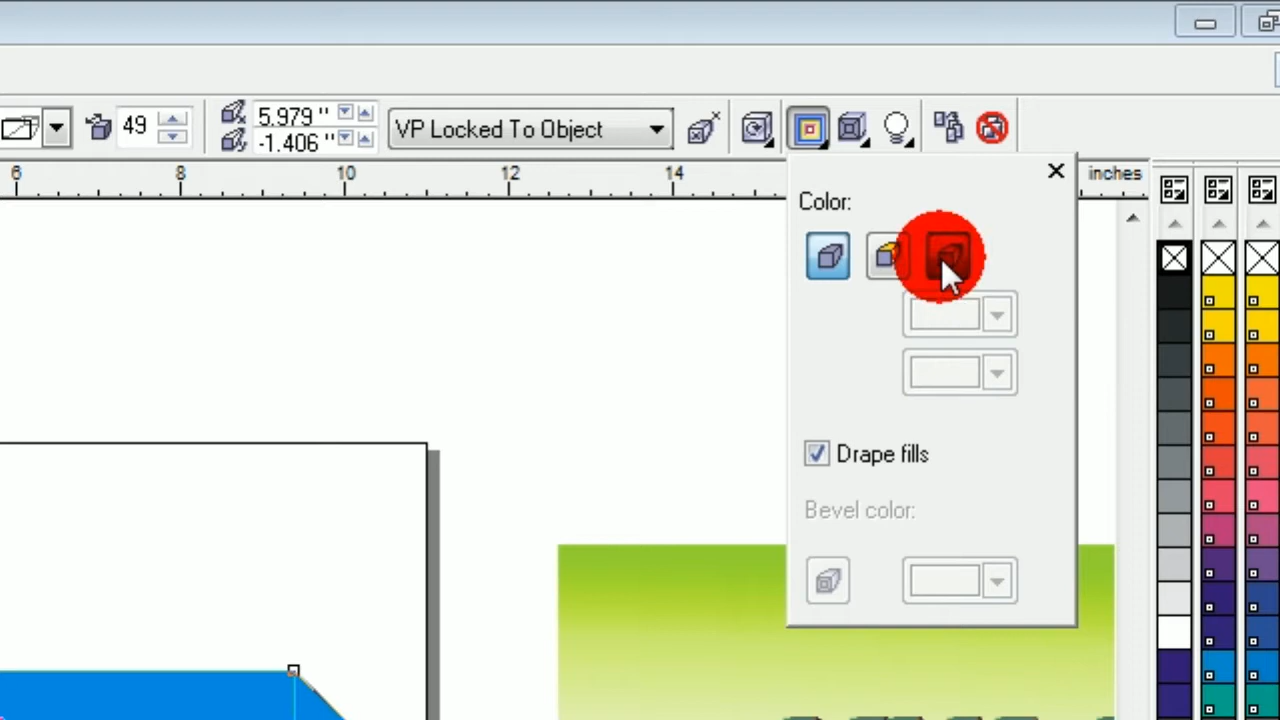 49
5.979 "
-1.406 "
VP Locked To Object
6
8
10
12
14
inches
Color:
Drape fills
Bevel color: